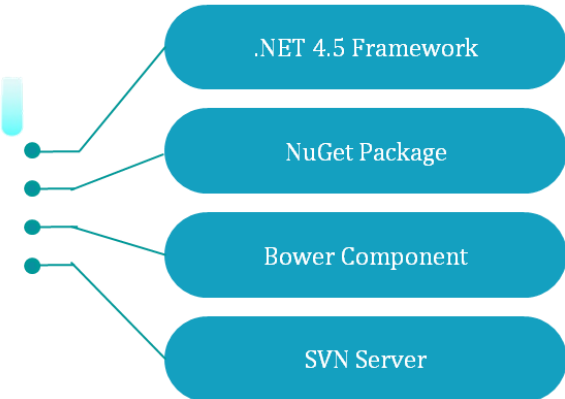 .NET 4.5 Framework
NuGet Package
Bower Component
SVN Server